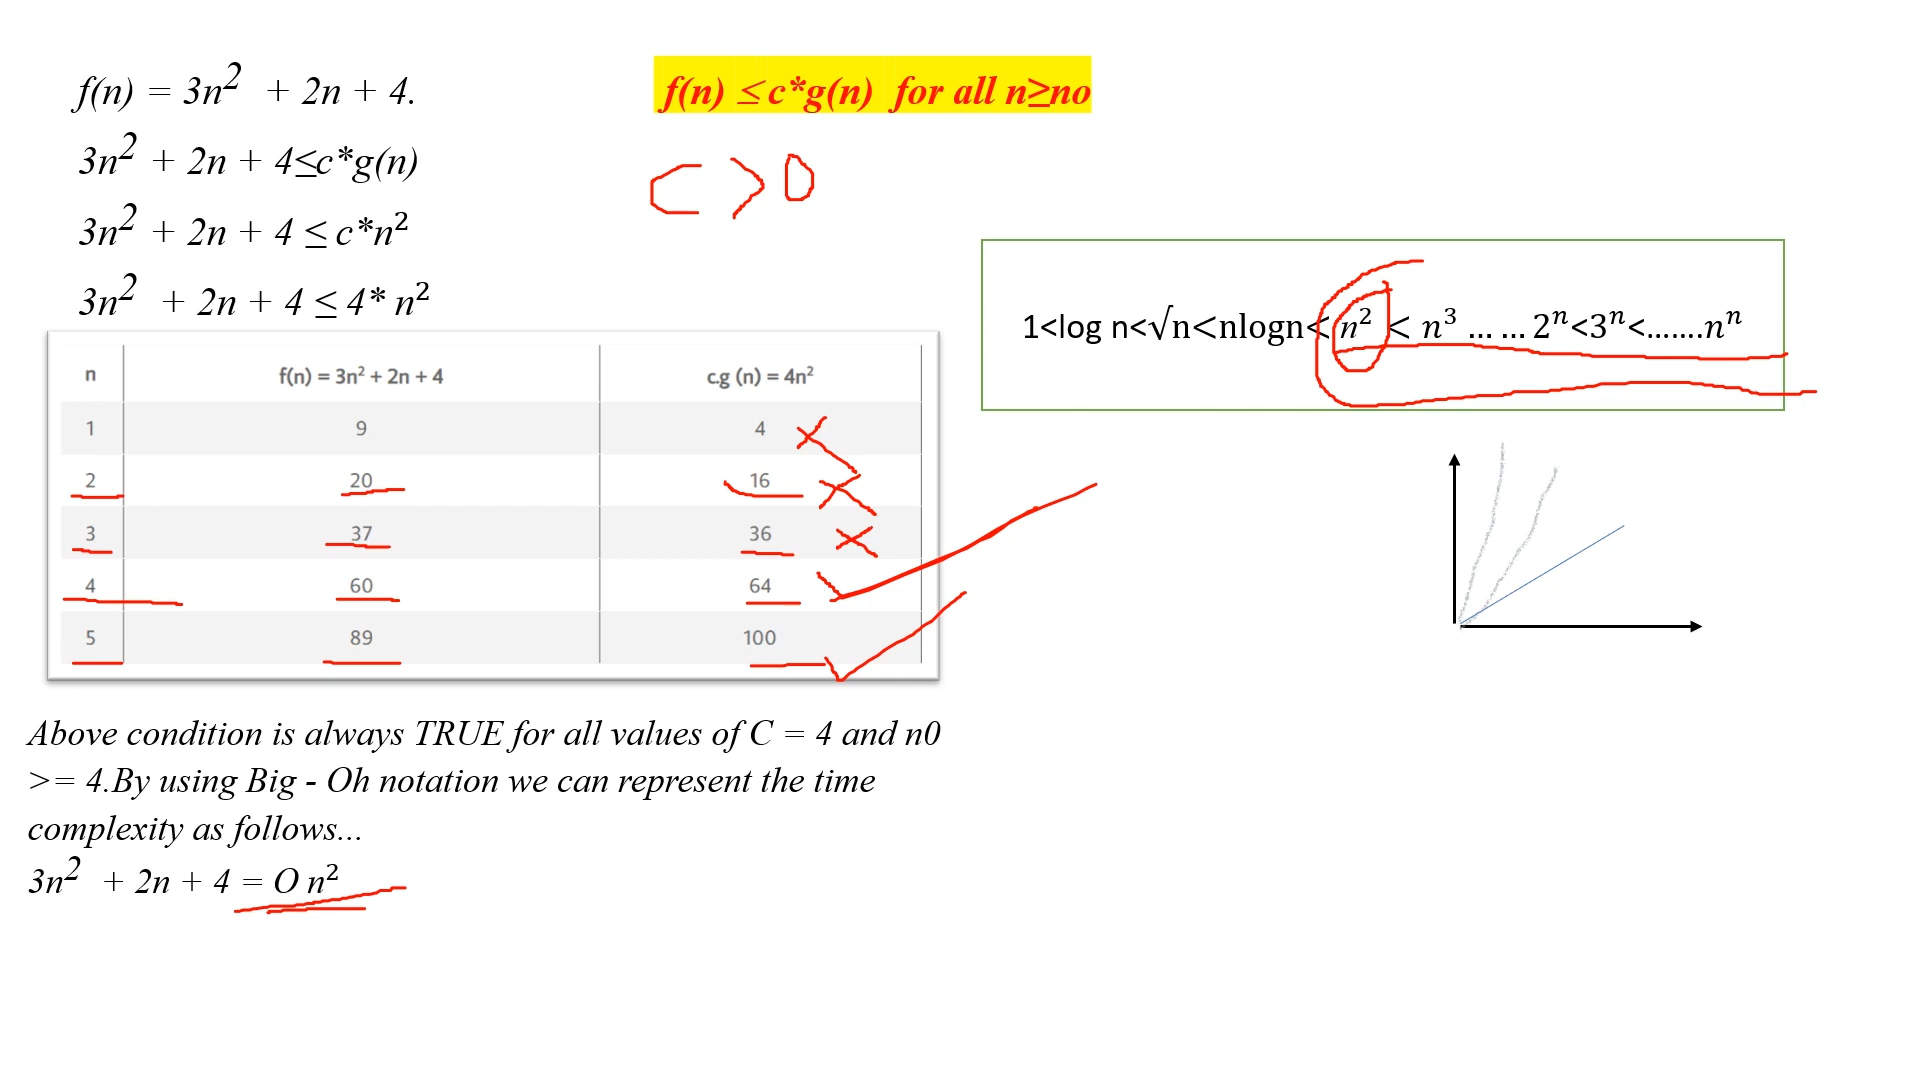 f(n) = 3n² + 2n + 4.
3n² + 2n + 4≤c*g(n)
3n² + 2n + 4 ≤ c*n²
3n² + 2n + 4 ≤ 4* n²
f(n) ≤ c*g(n) for all n≥no
C > 0
1<log n<√n<nlogn< n² < n³ … … 2ⁿ<3ⁿ<…….nⁿ
n f(n) = 3n² + 2n + 4 c.g (n) = 4n²
1 9 4
2 20 16
3 37 36
4 60 64
5 89 100
Above condition is always TRUE for all values of C = 4 and n0
>= 4.By using Big - Oh notation we can represent the time
complexity as follows...
3n² + 2n + 4 = O n²